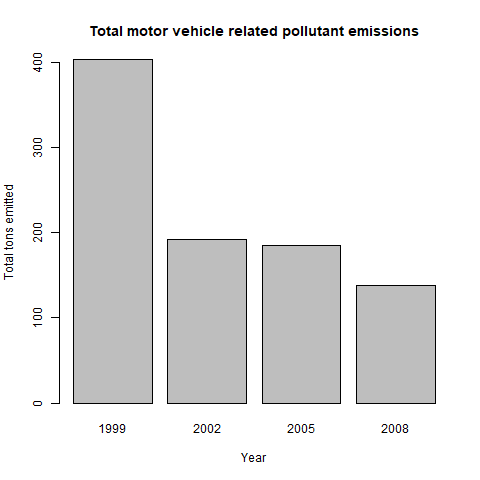 Total motor vehicle related pollutant emissions
Total tons emitted
400
300
200
100
0
1999 2002 2005 2008
Year